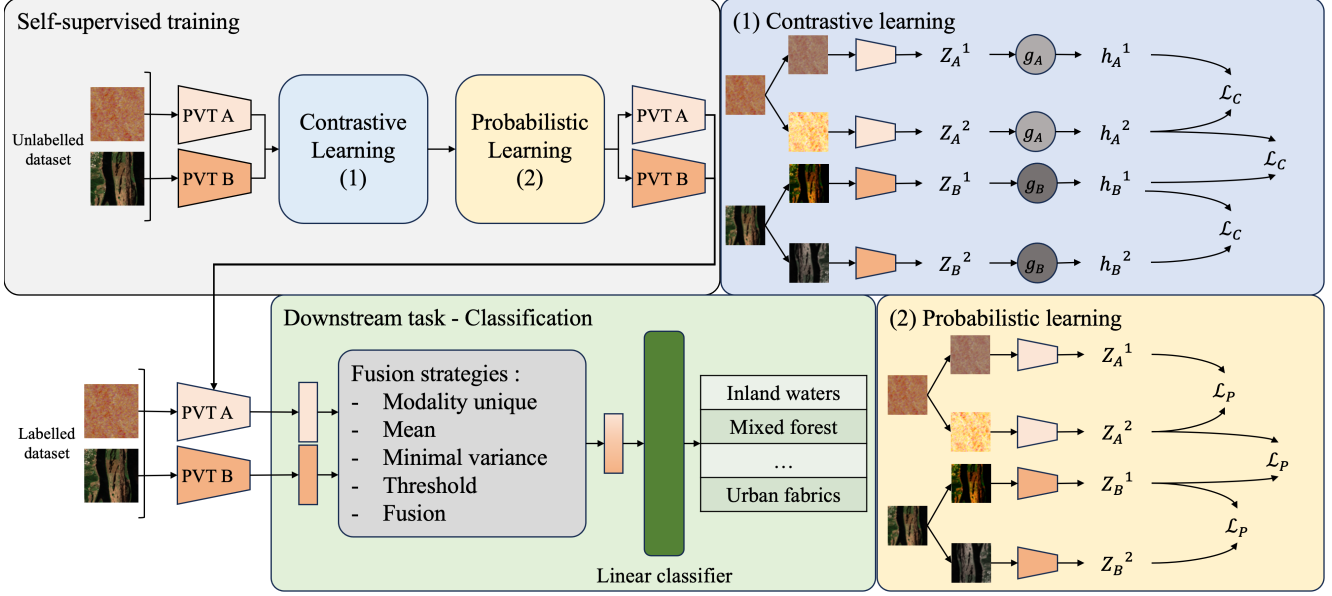 Self-supervised training
Unlabelled
dataset
PVT A
PVT B
Contrastive
Learning
(1)
Probabilistic
Learning
(2)
PVT A
PVT B
(1) Contrastive learning
Z_A^1
g_A
h_A^1
ℒ_C
Z_A^2
g_A
h_A^2
ℒ_C
Z_B^1
g_B
h_B^1
ℒ_C
Z_B^2
g_B
h_B^2
Labelled
dataset
PVT A
PVT B
Downstream task - Classification
Fusion strategies :
- Modality unique
- Mean
- Minimal variance
- Threshold
- Fusion
Linear classifier
Inland waters
Mixed forest
...
Urban fabrics
(2) Probabilistic learning
Z_A^1
ℒ_P
Z_A^2
ℒ_P
Z_B^1
ℒ_P
Z_B^2